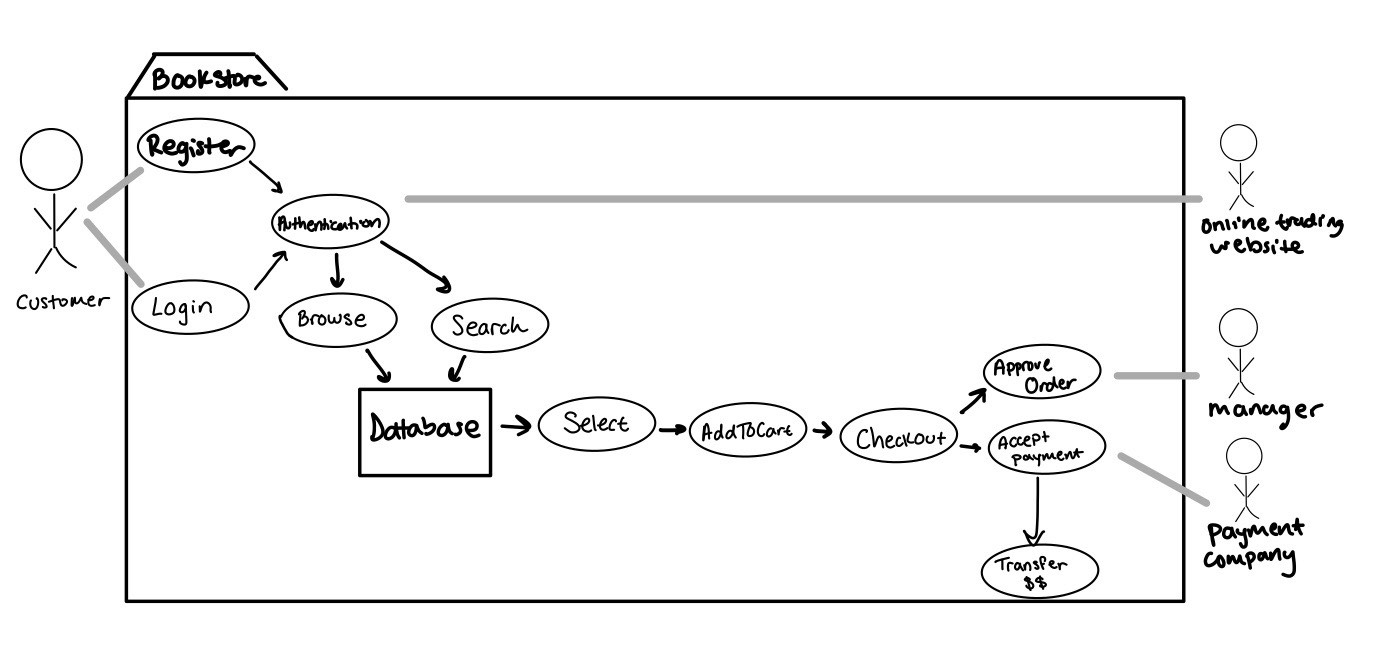 Bookstore
Register
Authentication
Login
Customer
Browse
Search
Database
Select
AddToCart
Checkout
Approve
Order
Accept
payment
Transfer
$$
online trading
website
manager
payment
company